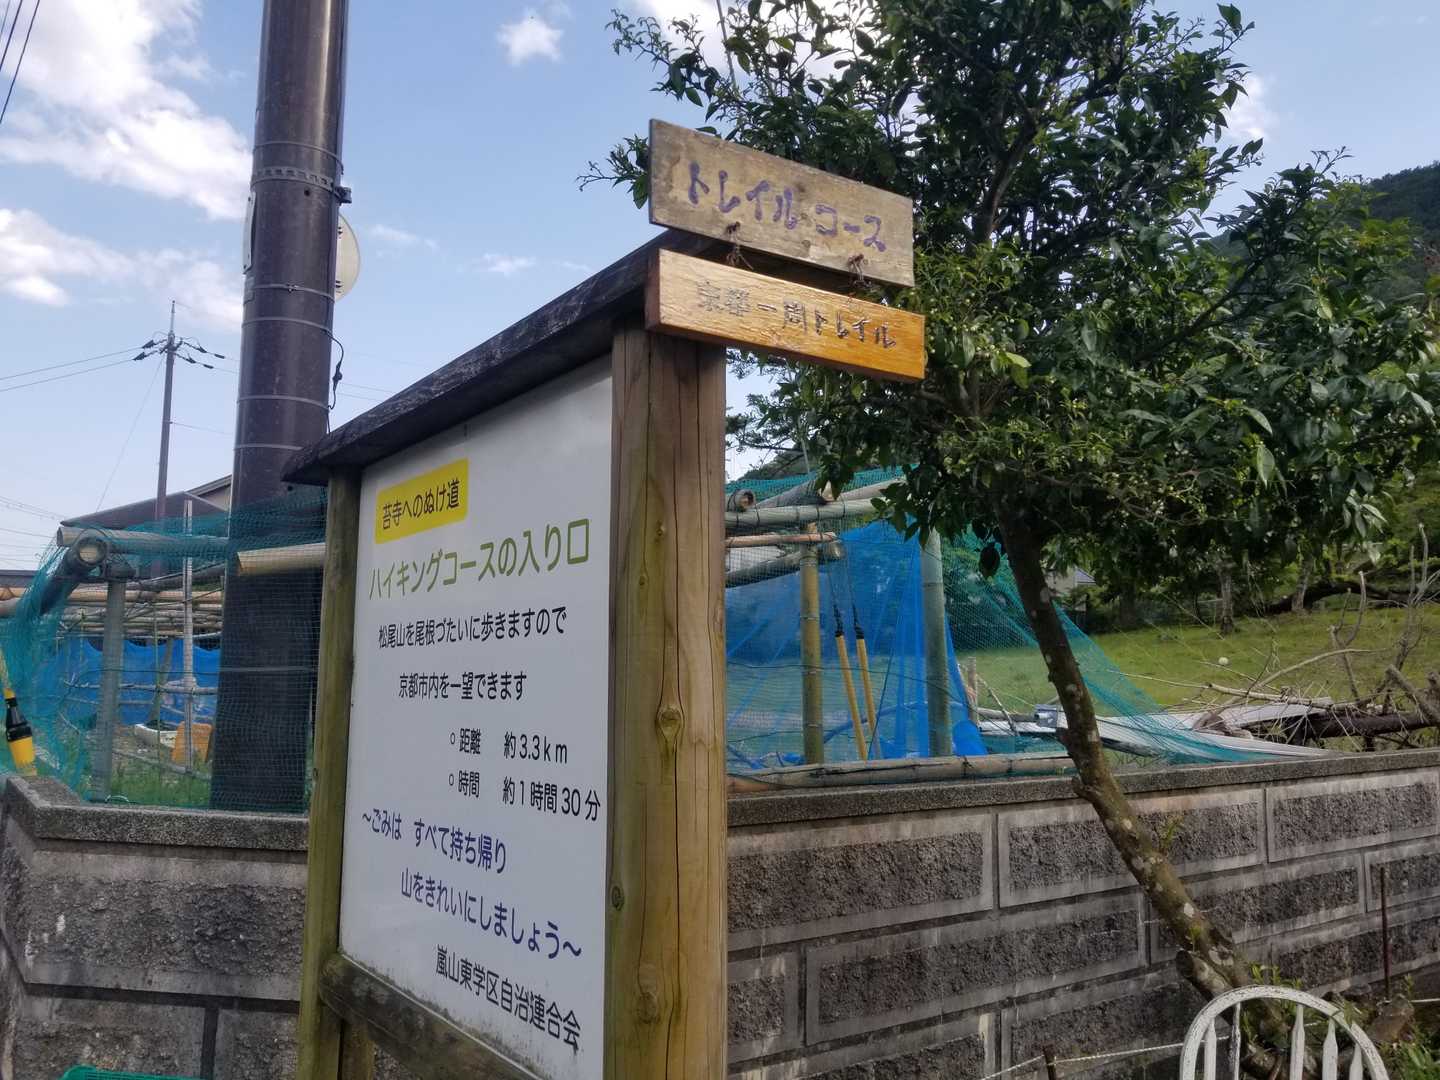 トレイル・コース
京都一周トレイル
苔寺へのぬけ道
ハイキングコースの入り口
松尾山を尾根づたいに歩きますので
京都市内を一望できます
○ 距離 約3.3km
○ 時間 約1時間30分
～ごみは すべて持ち帰り
山をきれいにしましょう～
嵐山東学区自治連合会